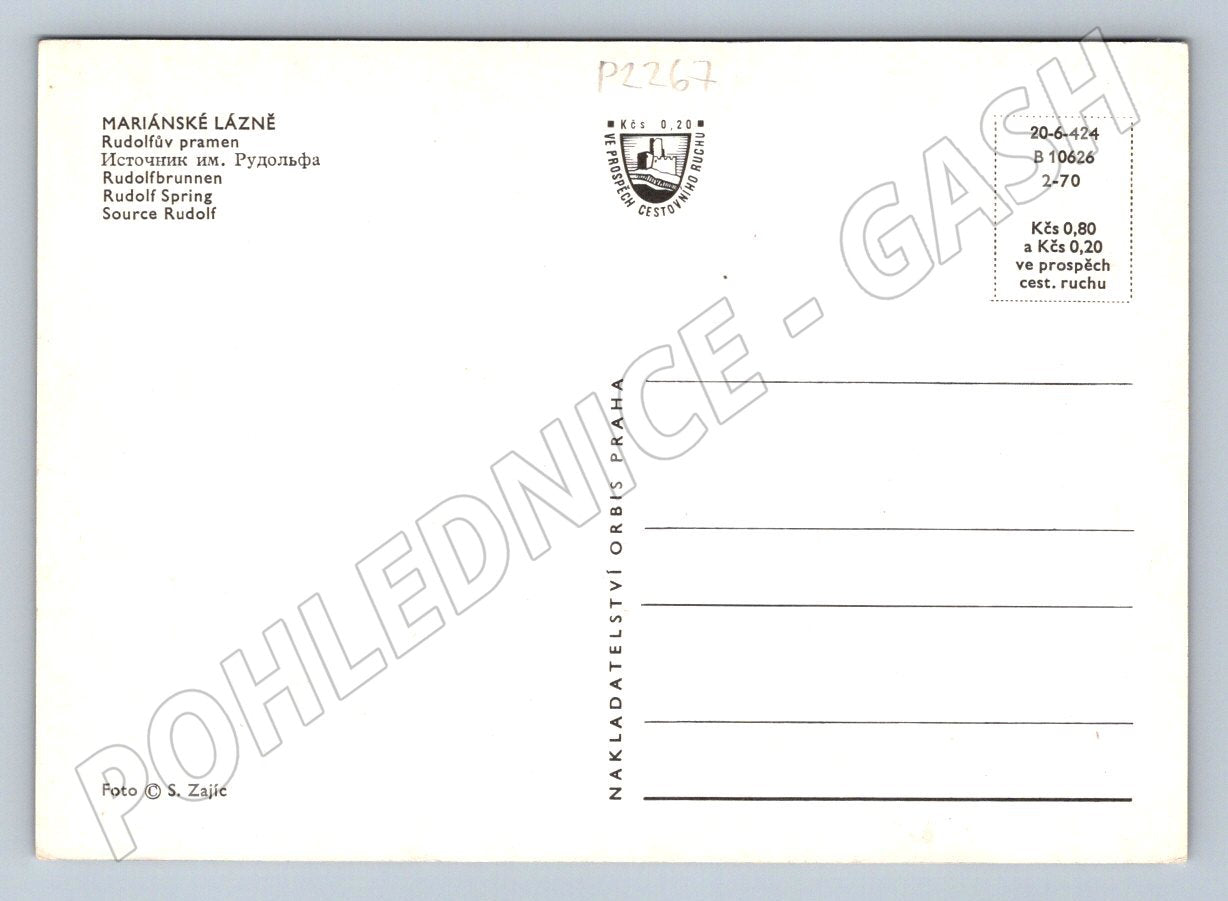 P2267
MARIÁNSKÉ LÁZNĚ
Rudolfův pramen
Источник им. Рудольфа
Rudolfbrunnen
Rudolf Spring
Source Rudolf
Kčs 0,20
VE PROSPĚCH CESTOVNÍHO RUCHU
20-6-424
B 10626
2-70
Kčs 0,80
a Kčs 0,20
ve prospěch
cest. ruchu
NAKLADATELSTVÍ ORBIS PRAHA
Foto © S. Zajíc
POHLEDNICE - GASH